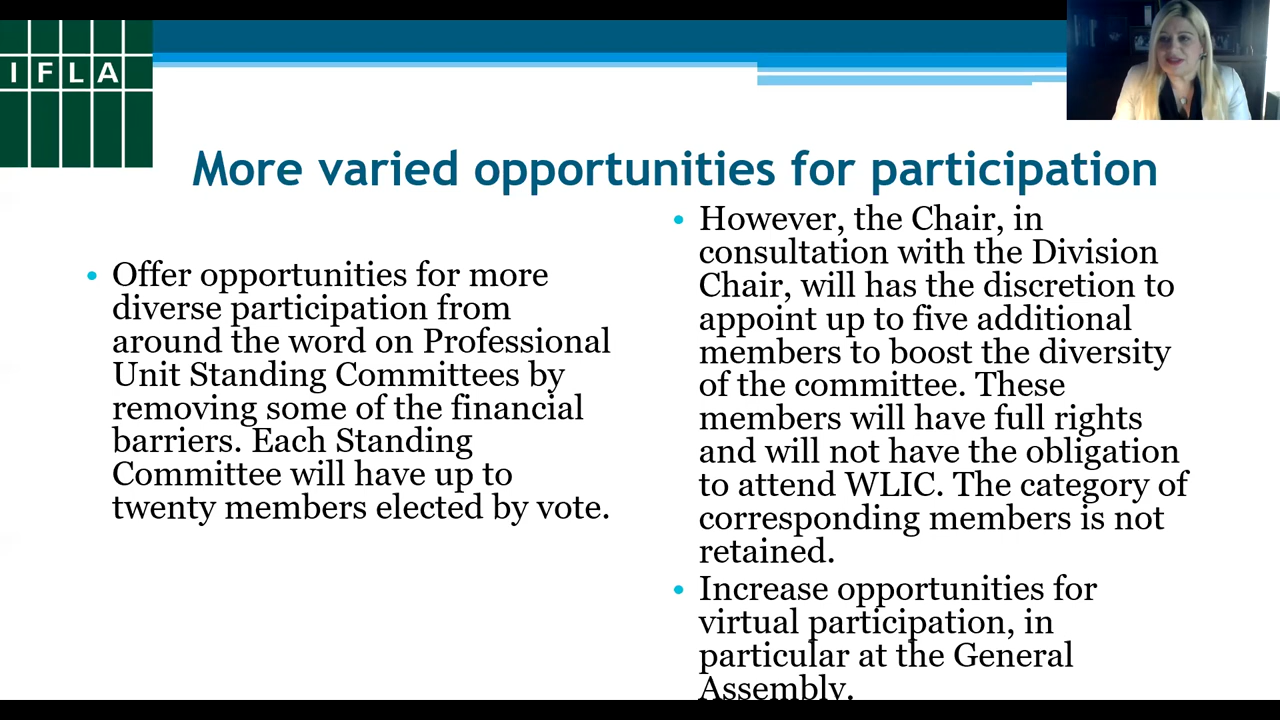 IFLA
More varied opportunities for participation
• Offer opportunities for more
diverse participation from
around the word on Professional
Unit Standing Committees by
removing some of the financial
barriers. Each Standing
Committee will have up to
twenty members elected by vote.
• However, the Chair, in
consultation with the Division
Chair, will has the discretion to
appoint up to five additional
members to boost the diversity
of the committee. These
members will have full rights
and will not have the obligation
to attend WLIC. The category of
corresponding members is not
retained.
• Increase opportunities for
virtual participation, in
particular at the General
Assembly.